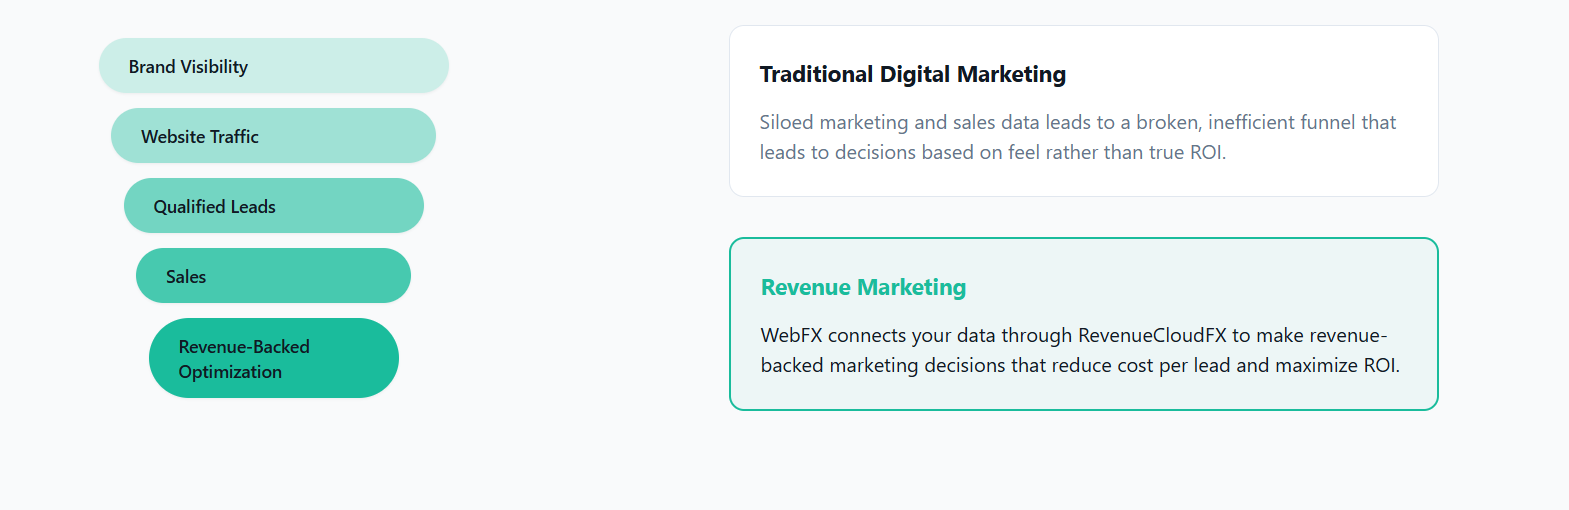 Brand Visibility
Website Traffic
Qualified Leads
Sales
Revenue-Backed
Optimization
Traditional Digital Marketing
Siloed marketing and sales data leads to a broken, inefficient funnel that
leads to decisions based on feel rather than true ROI.
Revenue Marketing
WebFX connects your data through RevenueCloudFX to make revenue-
backed marketing decisions that reduce cost per lead and maximize ROI.